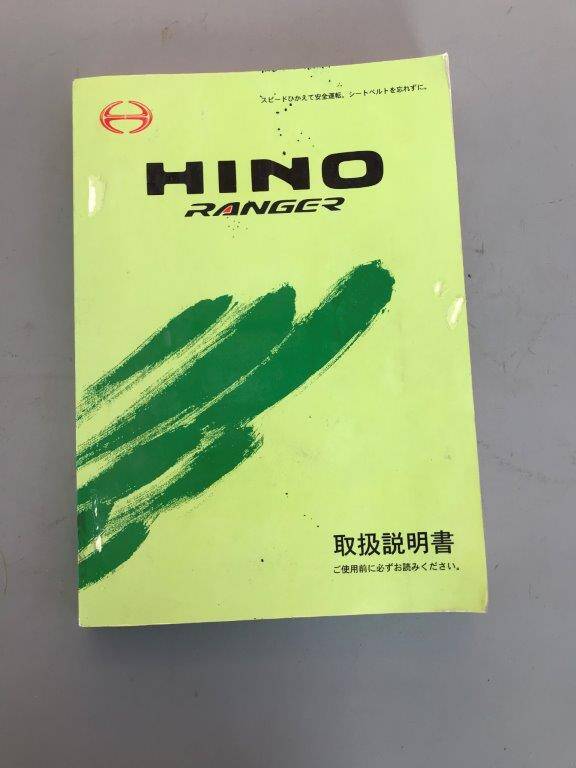 スピードひかえて安全運転。シートベルトを忘れずに。
HINO
RANGER
取扱説明書
ご使用前に必ずお読みください。